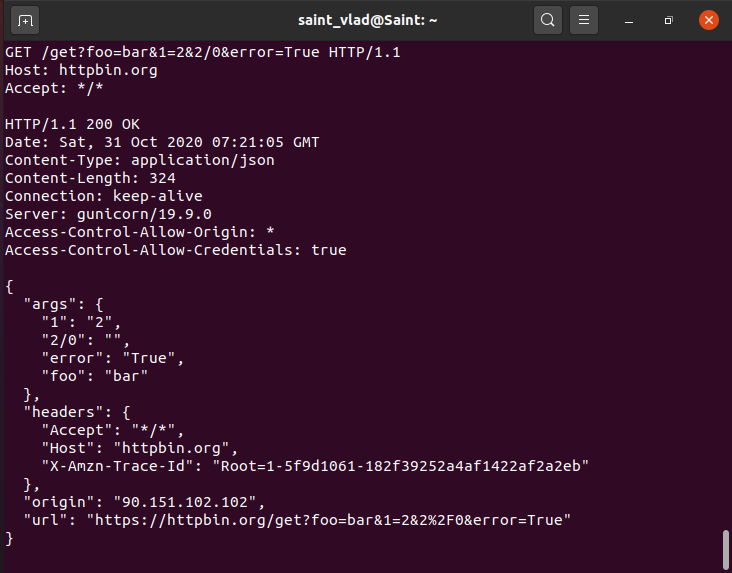 saint_vlad@Saint: ~
GET /get?foo=bar&1=2&2/0&error=True HTTP/1.1
Host: httpbin.org
Accept: */*

HTTP/1.1 200 OK
Date: Sat, 31 Oct 2020 07:21:05 GMT
Content-Type: application/json
Content-Length: 324
Connection: keep-alive
Server: gunicorn/19.9.0
Access-Control-Allow-Origin: *
Access-Control-Allow-Credentials: true

{
  "args": {
    "1": "2",
    "2/0": "",
    "error": "True",
    "foo": "bar"
  },
  "headers": {
    "Accept": "*/*",
    "Host": "httpbin.org",
    "X-Amzn-Trace-Id": "Root=1-5f9d1061-182f39252a4af1422af2a2eb"
  },
  "origin": "90.151.102.102",
  "url": "https://httpbin.org/get?foo=bar&1=2&2%2F0&error=True"
}